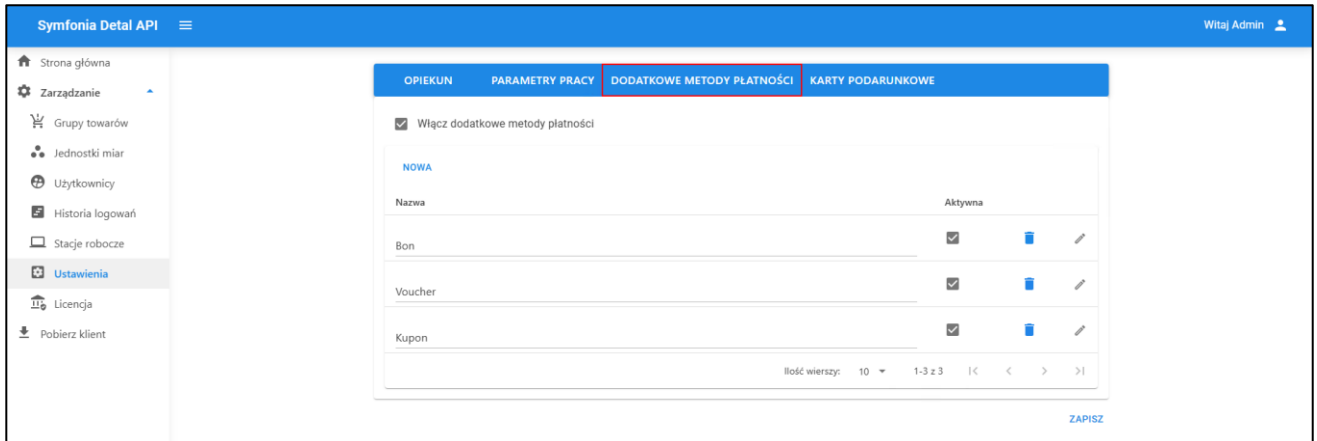 Symfonia Detal API
Witaj Admin
Strona główna
Zarządzanie
Grupy towarów
Jednostki miar
Użytkownicy
Historia logowań
Stacje robocze
Ustawienia
Licencja
Pobierz klient
OPIEKUN PARAMETRY PRACY DODATKOWE METODY PŁATNOŚCI KARTY PODARUNKOWE
Włącz dodatkowe metody płatności
NOWA
Nazwa Aktywna
Bon
Voucher
Kupon
Ilość wierszy: 10 1-3 z 3
ZAPISZ